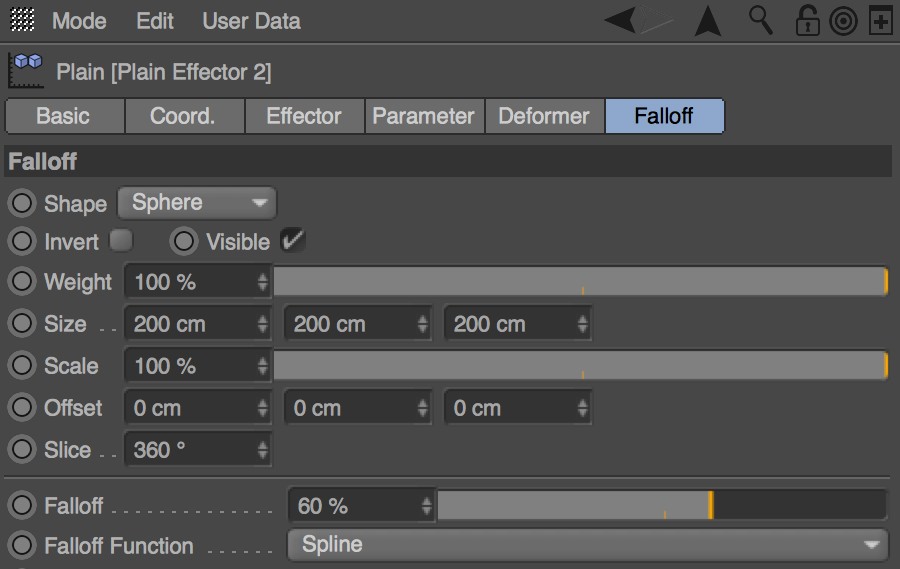 Mode Edit User Data
Plain [Plain Effector 2]
Basic Coord. Effector Parameter Deformer Falloff
Falloff
Shape Sphere
Invert Visible
Weight 100 %
Size . . 200 cm 200 cm 200 cm
Scale 100 %
Offset 0 cm 0 cm 0 cm
Slice . . 360 °
Falloff . . . . . . . . . . . . . 60 %
Falloff Function . . . . . . Spline